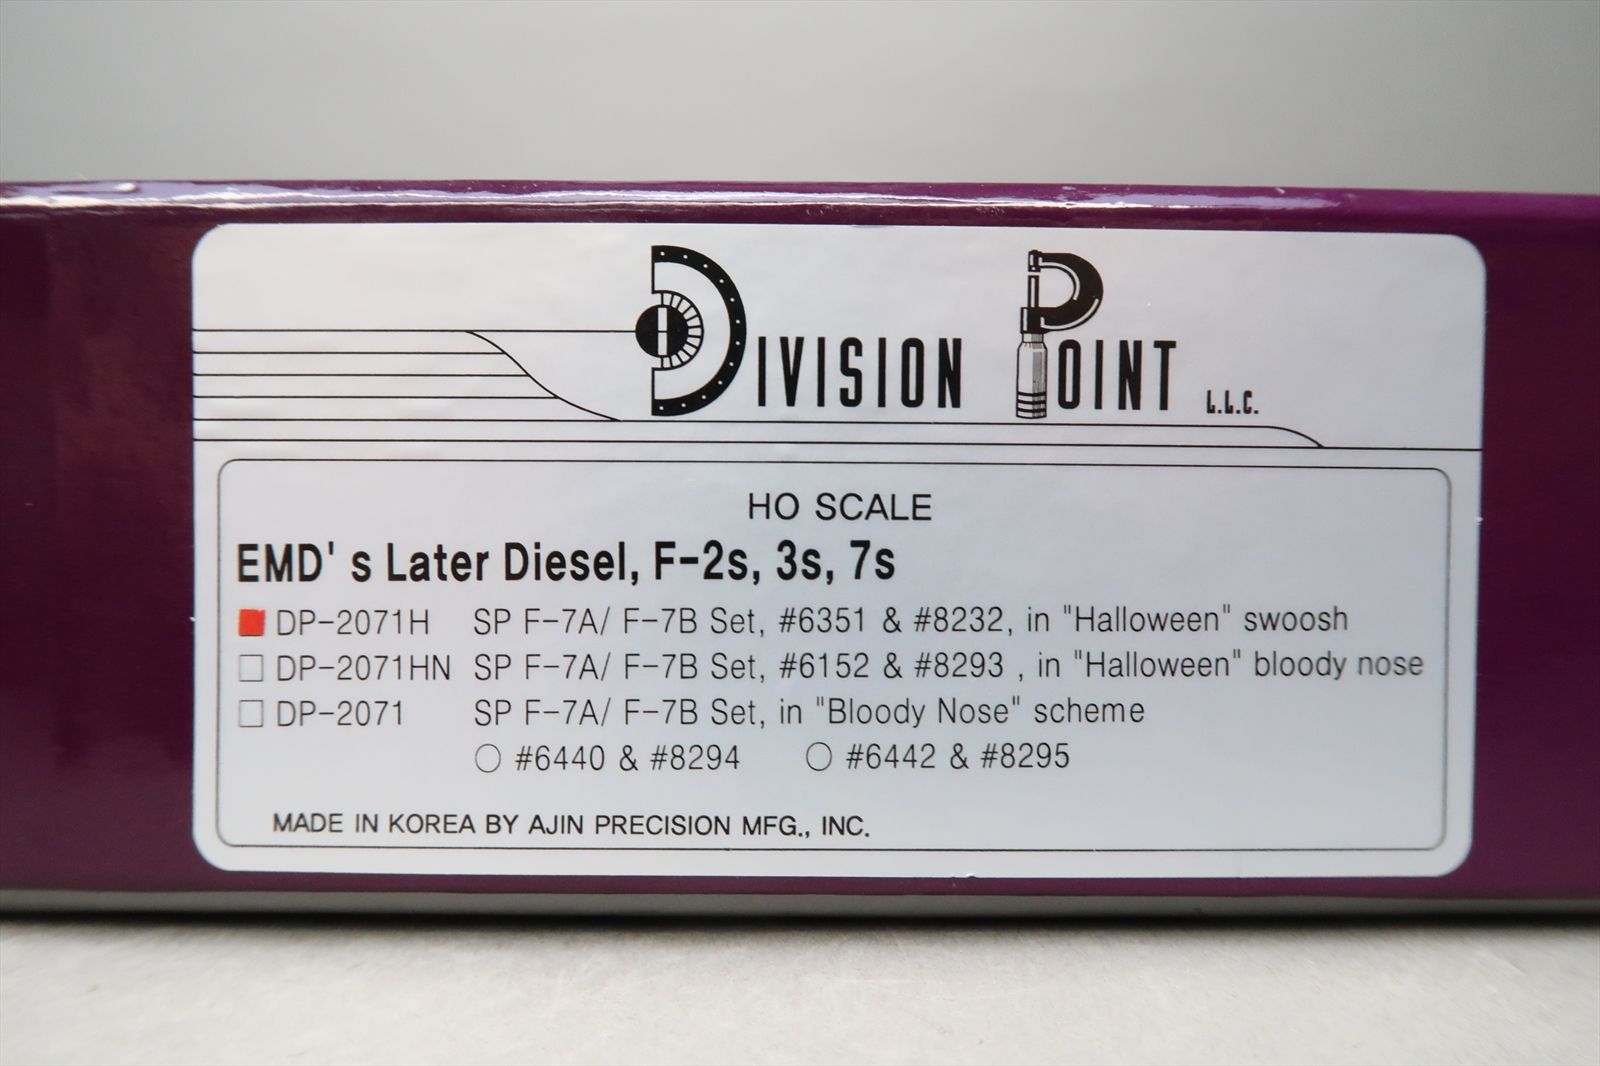 DIVISION POINT L.L.C.
HO SCALE
EMD's Later Diesel, F-2s, 3s, 7s
DP-2071H SP F-7A/ F-7B Set, #6351 & #8232, in "Halloween" swoosh
DP-2071HN SP F-7A/ F-7B Set, #6152 & #8293 , in "Halloween" bloody nose
DP-2071 SP F-7A/ F-7B Set, in "Bloody Nose" scheme
#6440 & #8294 #6442 & #8295
MADE IN KOREA BY AJIN PRECISION MFG., INC.